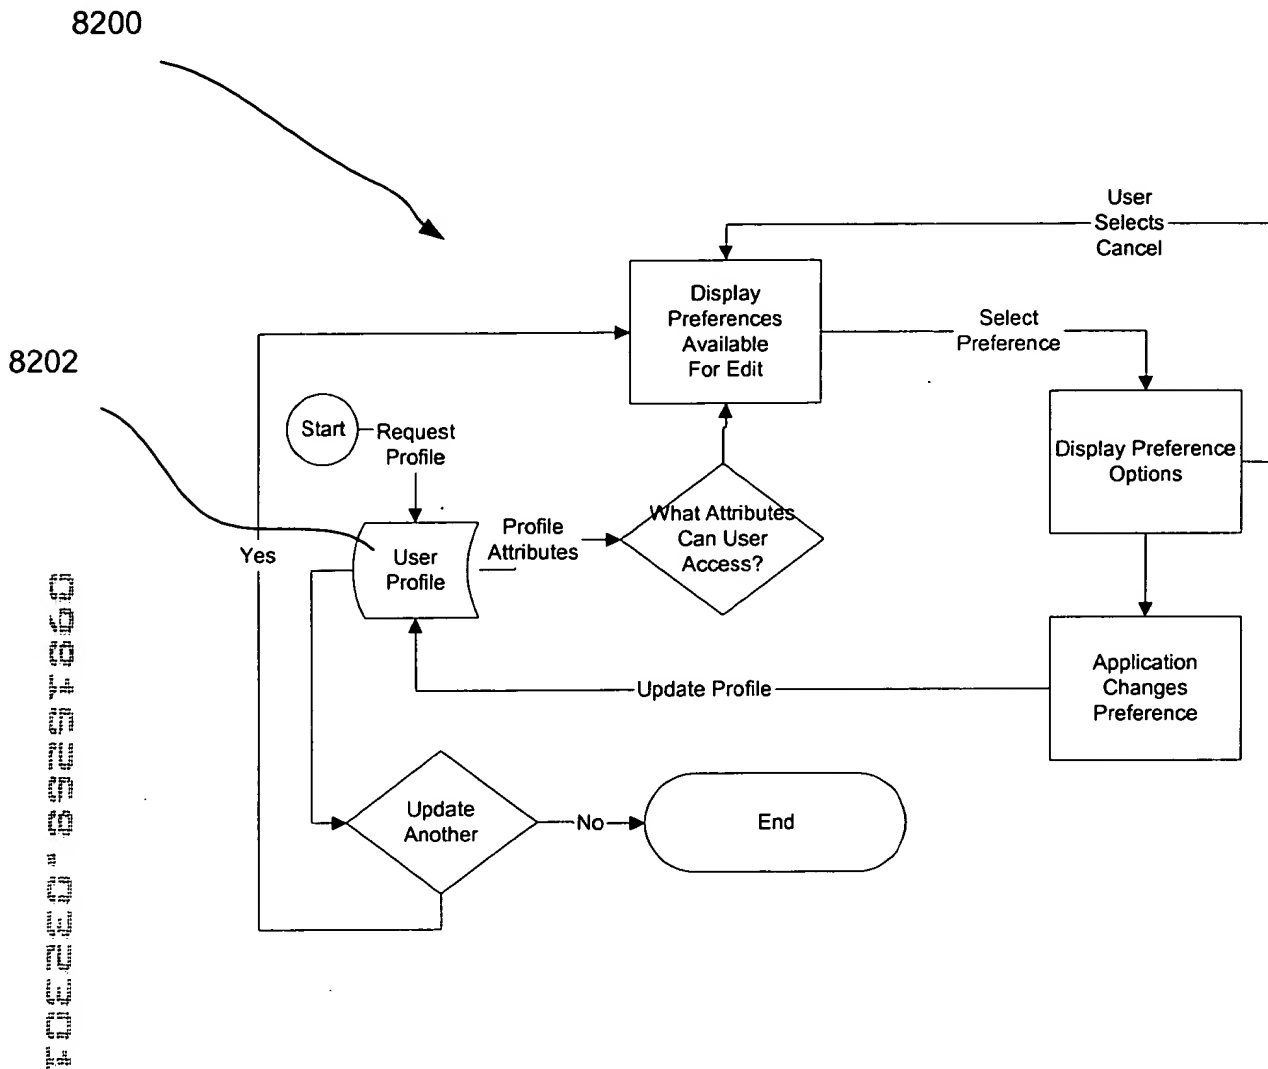 8200
User
Selects
Cancel
Display
Preferences
Available
For Edit
Select
Preference
8202
Start
Request
Profile
Display Preference
Options
What Attributes
Can User
Access?
Profile
Attributes
User
Profile
Yes
Application
Changes
Preference
Update Profile
Update
Another
No
End